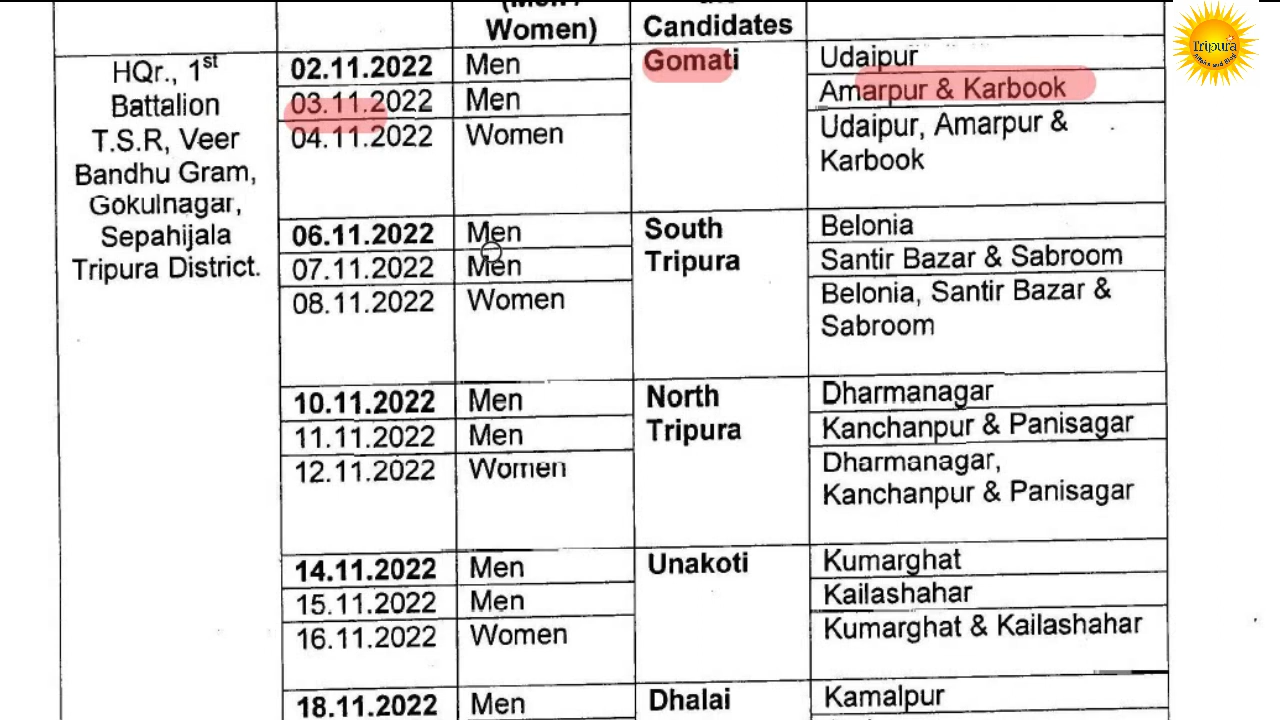 Women)
Candidates
Tripura
HQr., 1st
Battalion
T.S.R, Veer
Bandhu Gram,
Gokulnagar,
Sepahijala
Tripura District.
02.11.2022 Men Gomati Udaipur
03.11.2022 Men Amarpur & Karbook
04.11.2022 Women Udaipur, Amarpur &
Karbook
06.11.2022 Men South Belonia
07.11.2022 Men Tripura Santir Bazar & Sabroom
08.11.2022 Women Belonia, Santir Bazar &
Sabroom
10.11.2022 Men North Dharmanagar
11.11.2022 Men Tripura Kanchanpur & Panisagar
12.11.2022 Women Dharmanagar,
Kanchanpur & Panisagar
14.11.2022 Men Unakoti Kumarghat
15.11.2022 Men Kailashahar
16.11.2022 Women Kumarghat & Kailashahar
18.11.2022 Men Dhalai Kamalpur